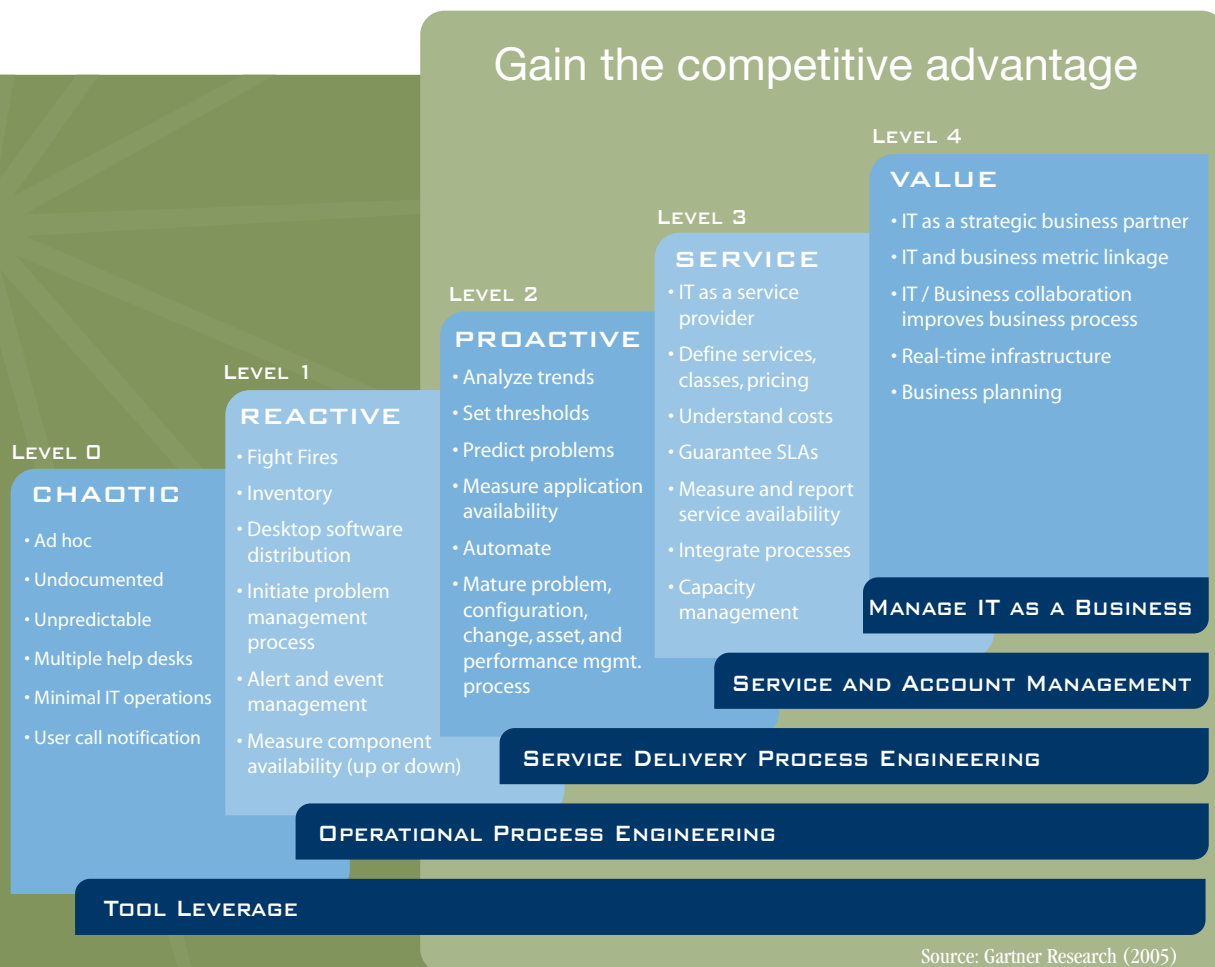 Gain the competitive advantage
Level 4
VALUE
• IT as a strategic business partner
• IT and business metric linkage
• IT / Business collaboration
improves business process
• Real-time infrastructure
• Business planning
Level 3
SERVICE
• IT as a service
provider
• Define services,
classes, pricing
• Understand costs
• Guarantee SLAs
• Measure and report
service availability
• Integrate processes
• Capacity
management
Level 2
PROACTIVE
• Analyze trends
• Set thresholds
• Predict problems
• Measure application
availability
• Automate
• Mature problem,
configuration,
change, asset, and
performance mgmt.
process
Level 1
REACTIVE
• Fight Fires
• Inventory
• Desktop software
distribution
• Initiate problem
management
process
• Alert and event
management
• Measure component
availability (up or down)
Level 0
CHAOTIC
• Ad hoc
• Undocumented
• Unpredictable
• Multiple help desks
• Minimal IT operations
• User call notification
Manage IT as a Business
Service and Account Management
Service Delivery Process Engineering
Operational Process Engineering
Tool Leverage
Source: Gartner Research (2005)